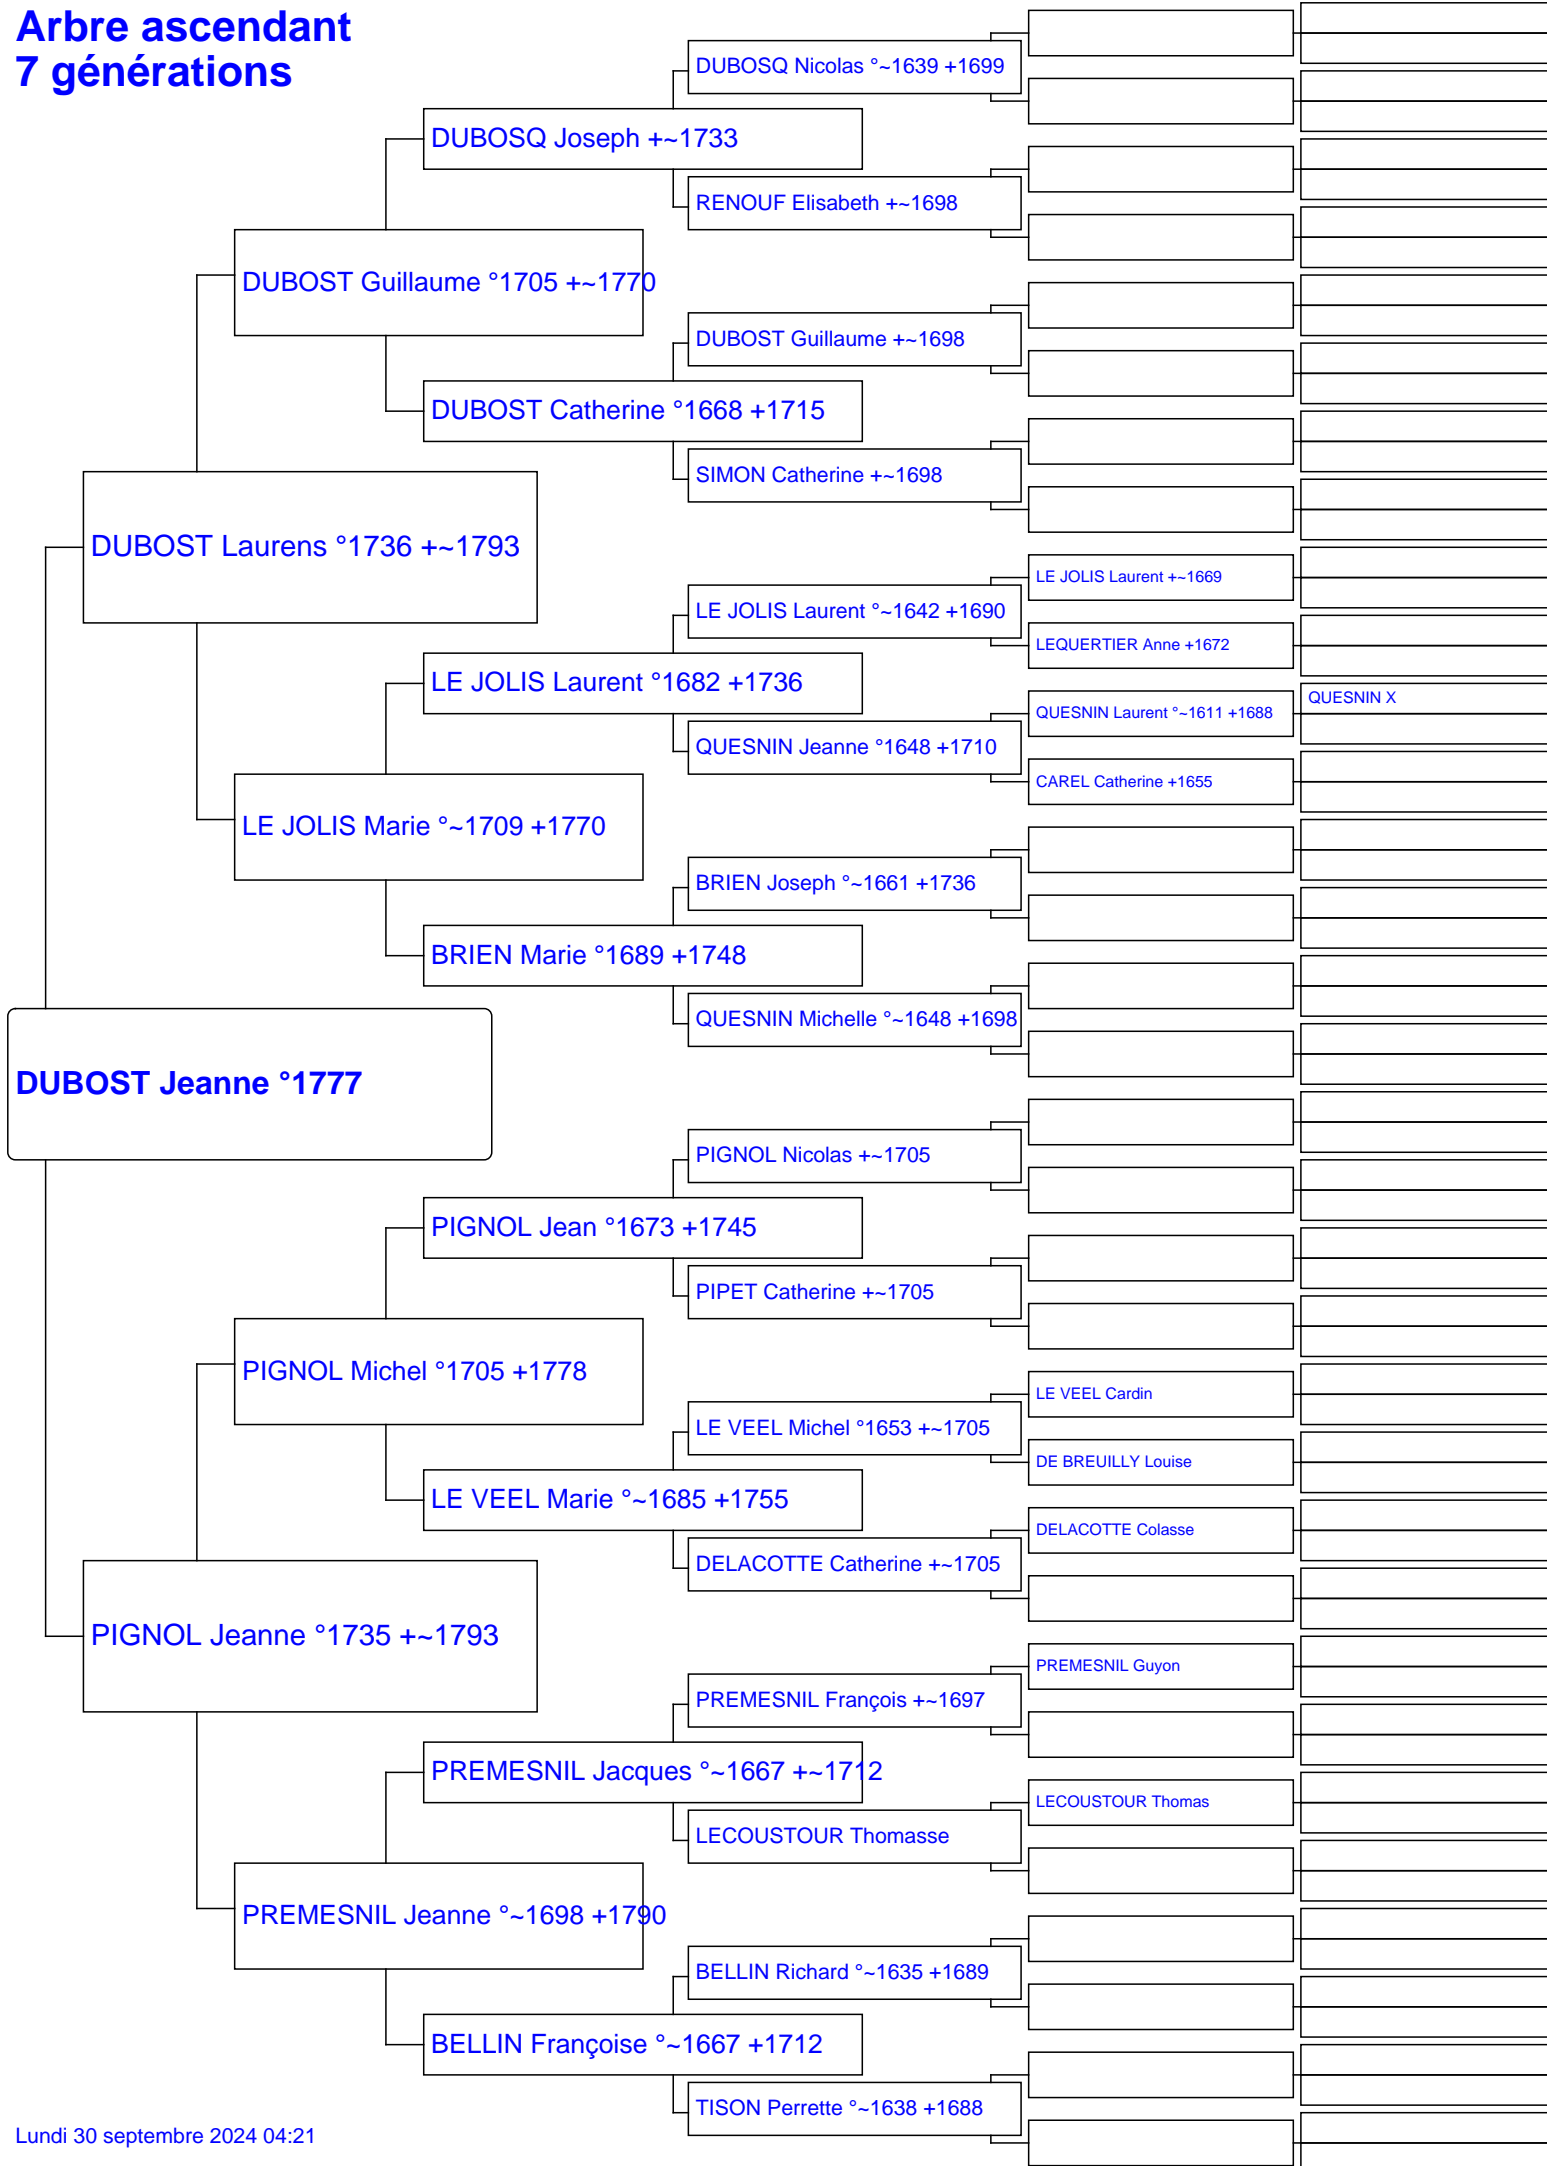 Arbre ascendant
7 générations
DUBOSQ Nicolas °~1639 +1699
DUBOSQ Joseph +~1733
RENOUF Elisabeth +~1698
DUBOST Guillaume °1705 +~1770
DUBOST Guillaume +~1698
DUBOST Catherine °1668 +1715
SIMON Catherine +~1698
DUBOST Laurens °1736 +~1793
LE JOLIS Laurent +~1669
LE JOLIS Laurent °~1642 +1690
LEQUERTIER Anne +1672
LE JOLIS Laurent °1682 +1736
QUESNIN X
QUESNIN Laurent °~1611 +1688
QUESNIN Jeanne °1648 +1710
CAREL Catherine +1655
LE JOLIS Marie °~1709 +1770
BRIEN Joseph °~1661 +1736
BRIEN Marie °1689 +1748
QUESNIN Michelle °~1648 +1698
DUBOST Jeanne °1777
PIGNOL Nicolas +~1705
PIGNOL Jean °1673 +1745
PIPET Catherine +~1705
PIGNOL Michel °1705 +1778
LE VEEL Cardin
LE VEEL Michel °1653 +~1705
DE BREUILLY Louise
LE VEEL Marie °~1685 +1755
DELACOTTE Colasse
DELACOTTE Catherine +~1705
PIGNOL Jeanne °1735 +~1793
PREMESNIL Guyon
PREMESNIL François +~1697
PREMESNIL Jacques °~1667 +~1712
LECOUSTOUR Thomas
LECOUSTOUR Thomasse
PREMESNIL Jeanne °~1698 +1790
BELLIN Richard °~1635 +1689
BELLIN Françoise °~1667 +1712
TISON Perrette °~1638 +1688
Lundi 30 septembre 2024 04:21